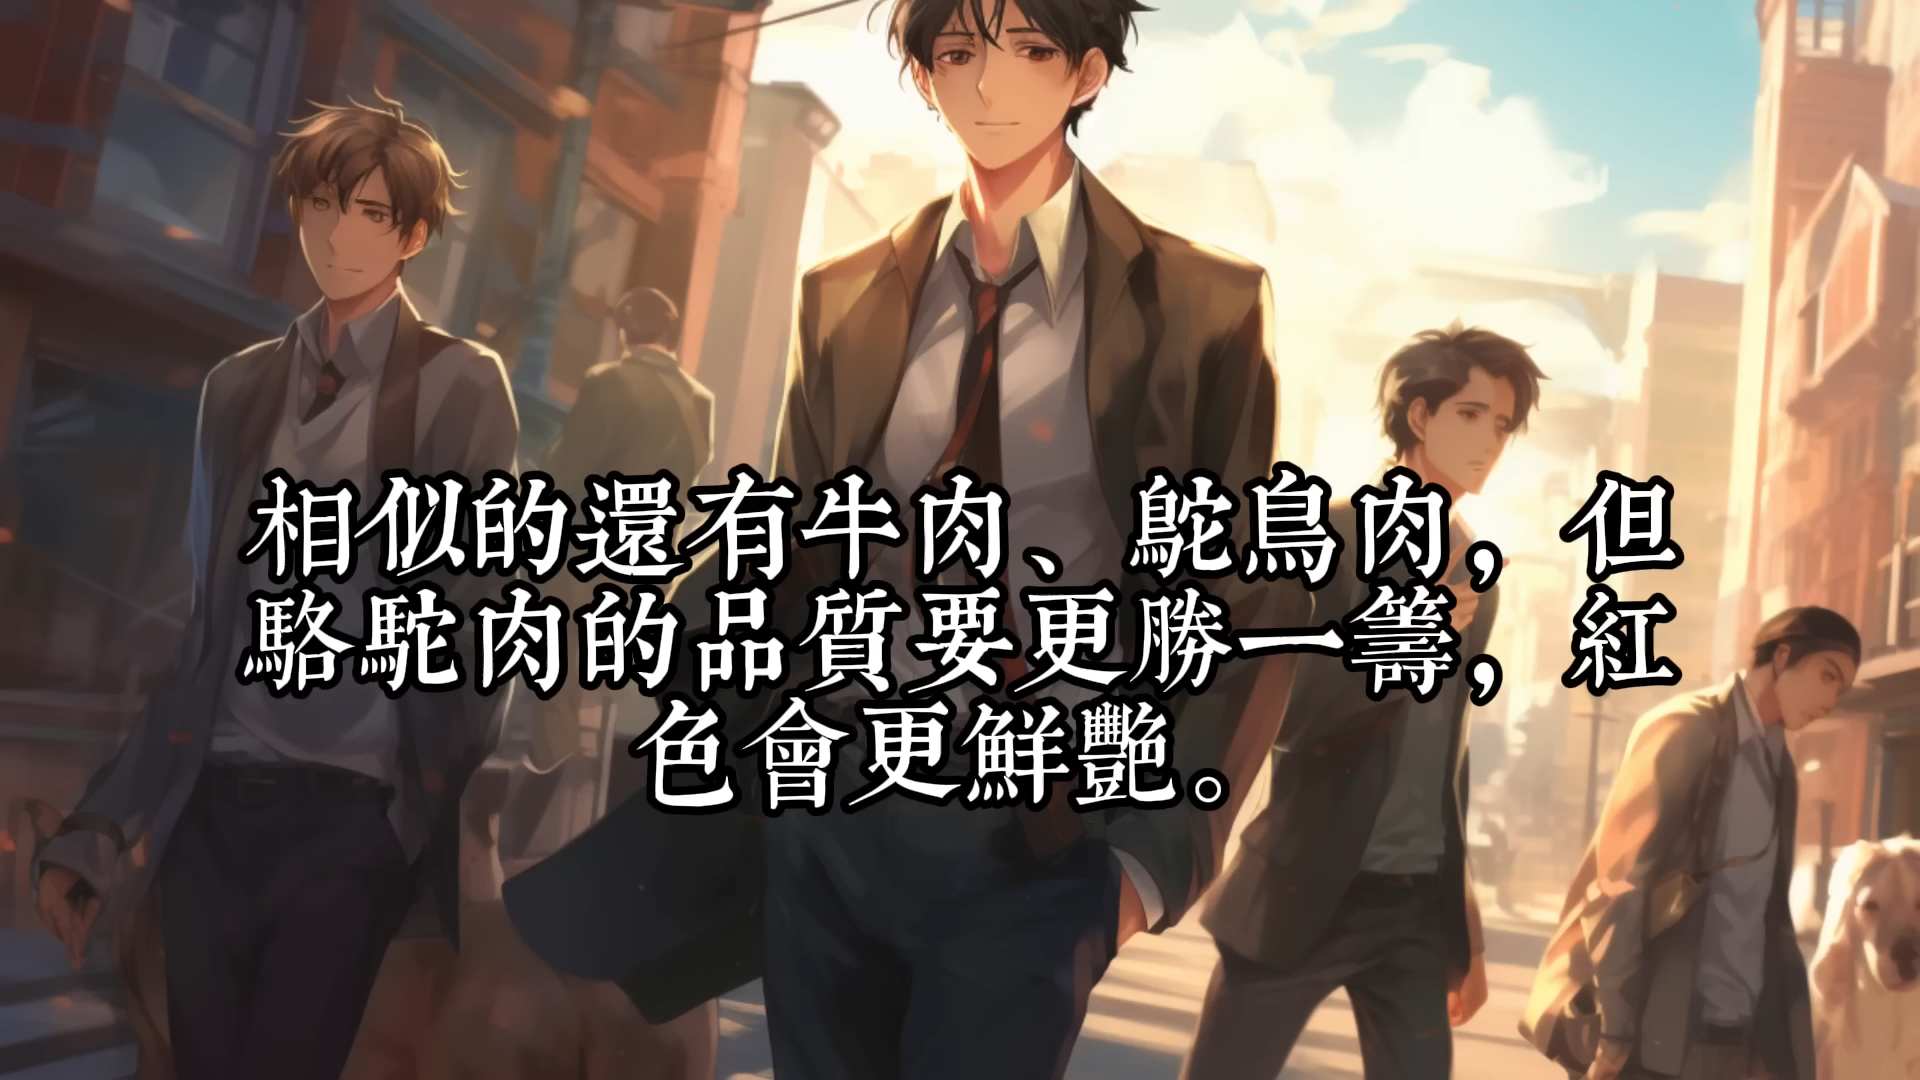 相似的還有牛肉、鴕鳥肉，但
駱駝肉的品質要更勝一籌，紅
色會更鮮艷。